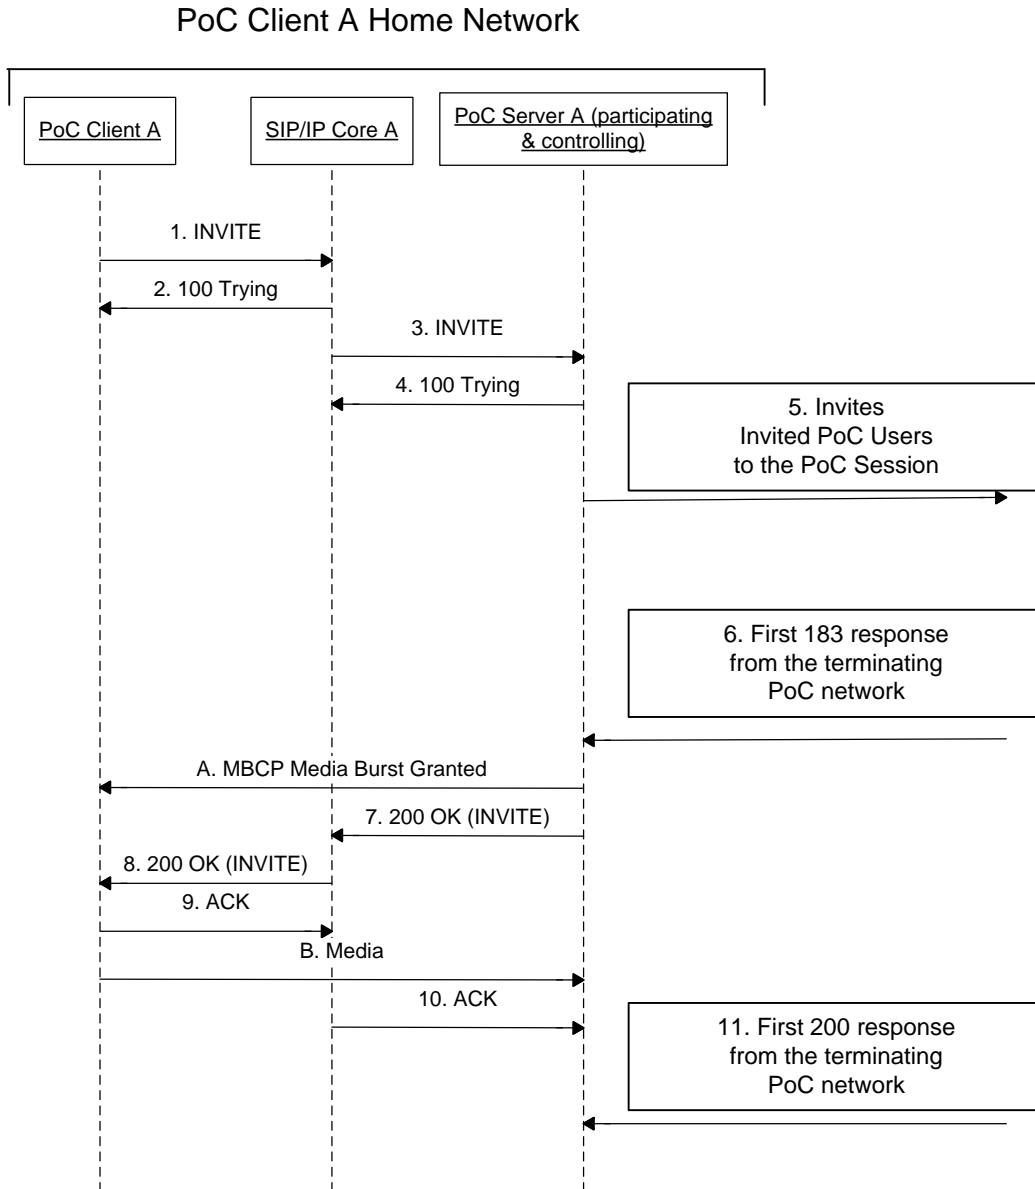 PoC Client A Home Network
PoC Client A
SIP/IP Core A
PoC Server A (participating
& controlling)
1. INVITE
2. 100 Trying
3. INVITE
4. 100 Trying
5. Invites
Invited PoC Users
to the PoC Session
6. First 183 response
from the terminating
PoC network
A. MBCP Media Burst Granted
7. 200 OK (INVITE)
8. 200 OK (INVITE)
9. ACK
B. Media
10. ACK
11. First 200 response
from the terminating
PoC network